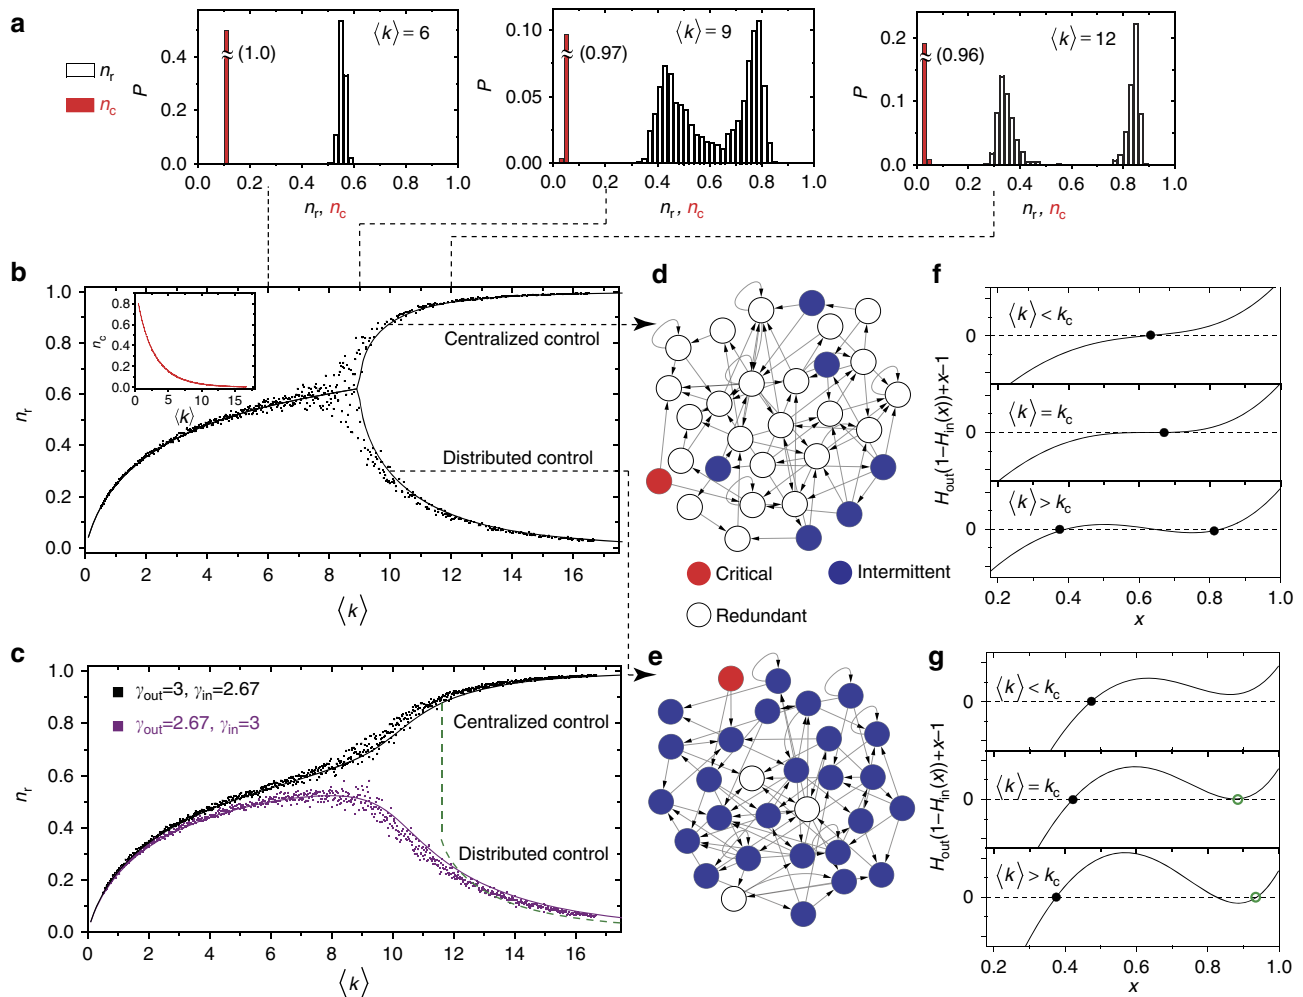 a
n_r
n_c
P
0.4
0.2
0.0
(1.0)
⟨k⟩ = 6
0.0 0.2 0.4 0.6 0.8 1.0
n_r, n_c
P
0.10
0.05
0.00
(0.97)
⟨k⟩ = 9
0.0 0.2 0.4 0.6 0.8 1.0
n_r, n_c
P
0.2
0.1
0.0
(0.96)
⟨k⟩ = 12
0.0 0.2 0.4 0.6 0.8 1.0
n_r, n_c
b
n_r
1.0
0.8
0.6
0.4
0.2
0.0
n_c
0.8
0.6
0.4
0.2
0.0
0 5 10 15
⟨k⟩
Centralized control
Distributed control
0 2 4 6 8 10 12 14 16
⟨k⟩
c
n_r
1.0
0.8
0.6
0.4
0.2
0.0
γ_out=3, γ_in=2.67
γ_out=2.67, γ_in=3
Centralized control
Distributed control
0 2 4 6 8 10 12 14 16
⟨k⟩
d
Critical
Intermittent
Redundant
e
f
H_out(1−H_in(x))+x−1
⟨k⟩ < k_c
0
⟨k⟩ = k_c
0
⟨k⟩ > k_c
0
0.2 0.4 0.6 0.8 1.0
x
g
H_out(1−H_in(x))+x−1
⟨k⟩ < k_c
0
⟨k⟩ = k_c
0
⟨k⟩ > k_c
0
0.2 0.4 0.6 0.8 1.0
x